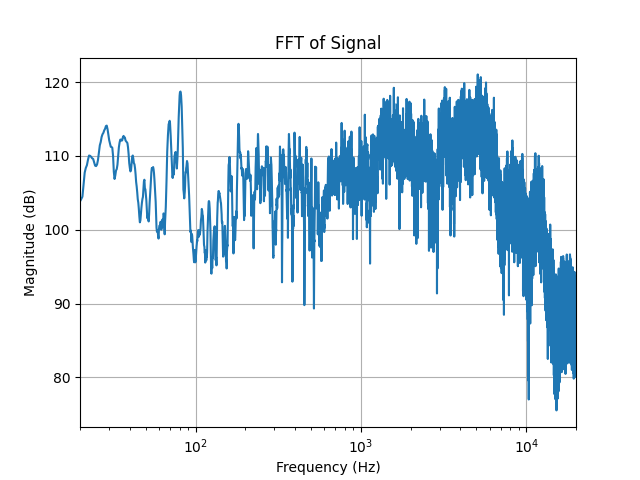 FFT of Signal
Magnitude (dB)
120
110
100
90
80
10²
10³
10⁴
Frequency (Hz)